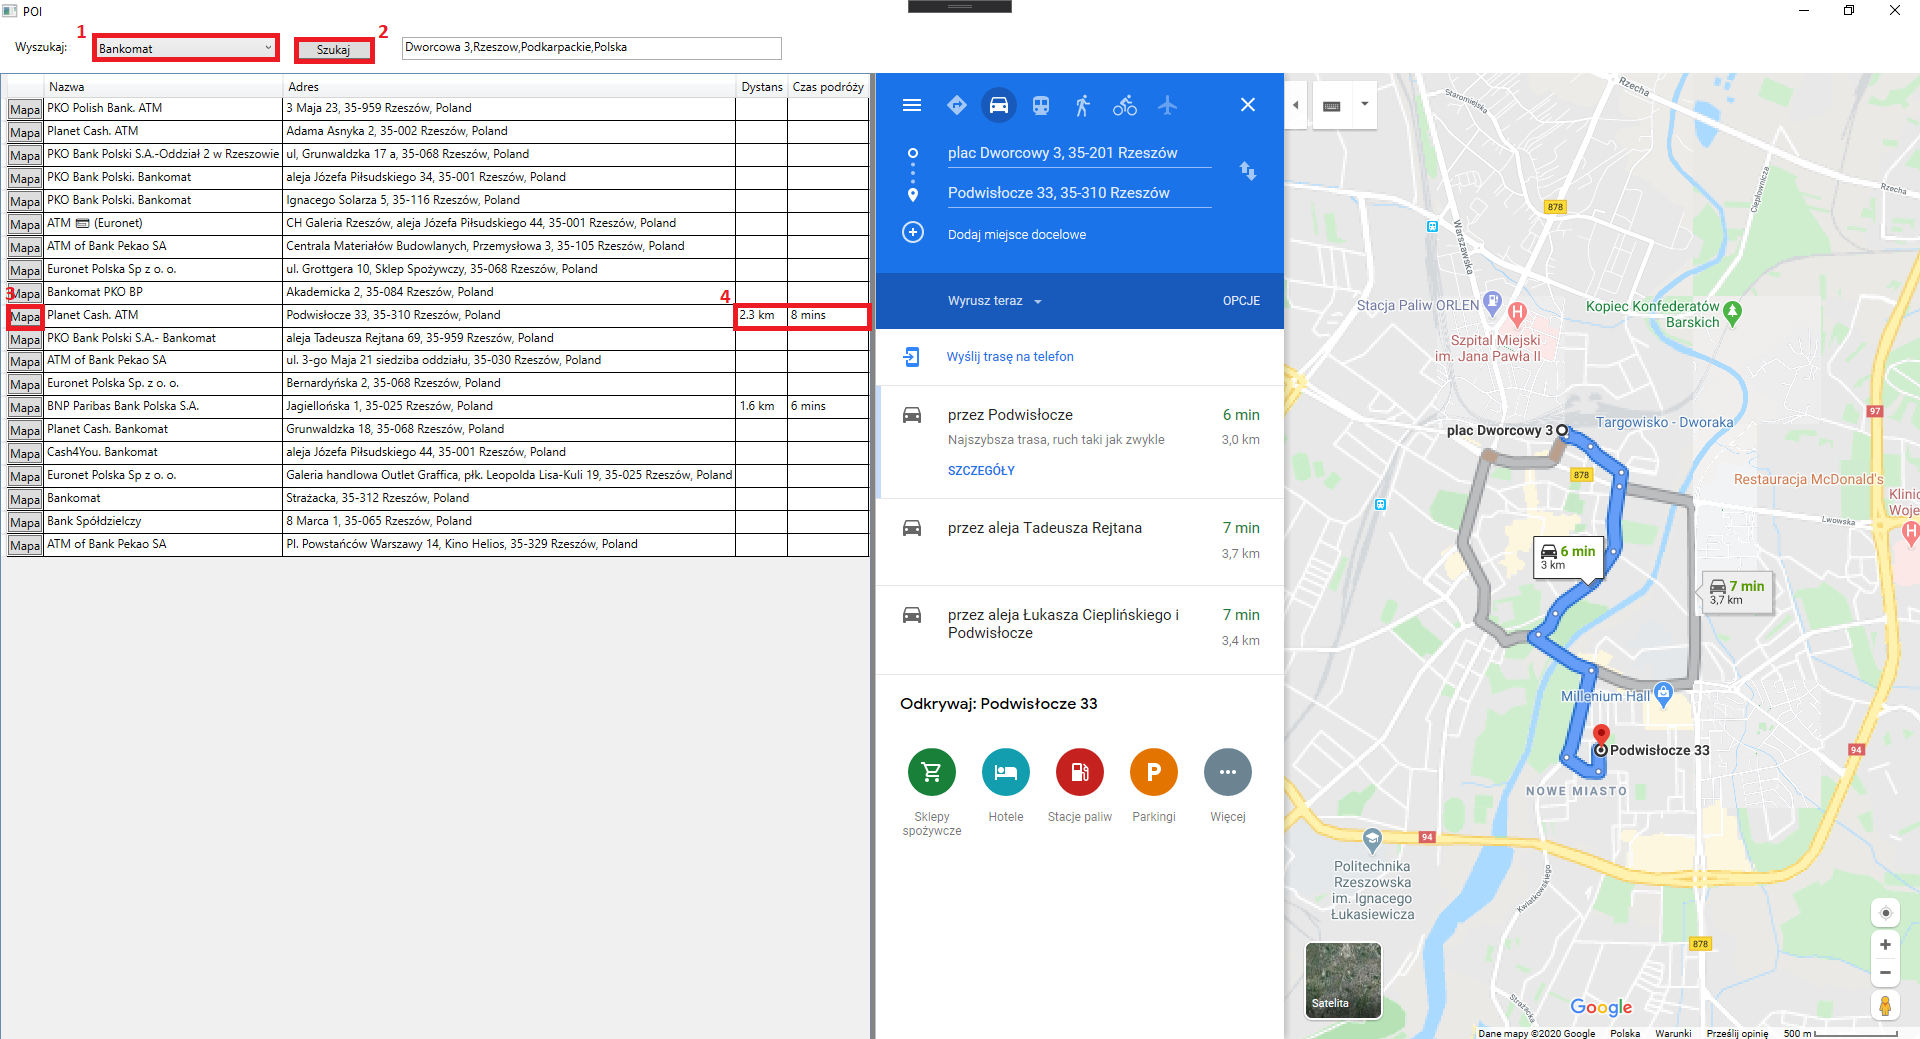 POI
1
2
Wyszukaj:
Bankomat
Szukaj
Dworcowa 3,Rzeszow,Podkarpackie,Polska
Nazwa Adres Dystans Czas podróży
Mapa PKO Polish Bank. ATM 3 Maja 23, 35-959 Rzeszów, Poland
Mapa Planet Cash. ATM Adama Asnyka 2, 35-002 Rzeszów, Poland
Mapa PKO Bank Polski S.A.-Oddział 2 w Rzeszowie ul, Grunwaldzka 17 a, 35-068 Rzeszów, Poland
Mapa PKO Bank Polski. Bankomat aleja Józefa Piłsudskiego 34, 35-001 Rzeszów, Poland
Mapa PKO Bank Polski. Bankomat Ignacego Solarza 5, 35-116 Rzeszów, Poland
Mapa ATM 💳 (Euronet) CH Galeria Rzeszów, aleja Józefa Piłsudskiego 44, 35-001 Rzeszów, Poland
Mapa ATM of Bank Pekao SA Centrala Materiałów Budowlanych, Przemysłowa 3, 35-105 Rzeszów, Poland
Mapa Euronet Polska Sp z o. o. ul. Grottgera 10, Sklep Spożywczy, 35-068 Rzeszów, Poland
Mapa Bankomat PKO BP Akademicka 2, 35-084 Rzeszów, Poland
3
4
Mapa Planet Cash. ATM Podwisłocze 33, 35-310 Rzeszów, Poland 2.3 km 8 mins
Mapa PKO Bank Polski S.A.- Bankomat aleja Tadeusza Rejtana 69, 35-959 Rzeszów, Poland
Mapa ATM of Bank Pekao SA ul. 3-go Maja 21 siedziba oddziału, 35-030 Rzeszów, Poland
Mapa Euronet Polska Sp. z o. o. Bernardyńska 2, 35-068 Rzeszów, Poland
Mapa BNP Paribas Bank Polska S.A. Jagiellońska 1, 35-025 Rzeszów, Poland 1.6 km 6 mins
Mapa Planet Cash. Bankomat Grunwaldzka 18, 35-068 Rzeszów, Poland
Mapa Cash4You. Bankomat aleja Józefa Piłsudskiego 44, 35-001 Rzeszów, Poland
Mapa Euronet Polska Sp z o. o. Galeria handlowa Outlet Graffica, płk. Leopolda Lisa-Kuli 19, 35-025 Rzeszów, Poland
Mapa Bankomat Strażacka, 35-312 Rzeszów, Poland
Mapa Bank Spółdzielczy 8 Marca 1, 35-065 Rzeszów, Poland
Mapa ATM of Bank Pekao SA Pl. Powstańców Warszawy 14, Kino Helios, 35-329 Rzeszów, Poland
plac Dworcowy 3, 35-201 Rzeszów
Podwisłocze 33, 35-310 Rzeszów
Dodaj miejsce docelowe
Wyrusz teraz OPCJE
Wyślij trasę na telefon
przez Podwisłocze 6 min
Najszybsza trasa, ruch taki jak zwykle 3,0 km
SZCZEGÓŁY
przez aleja Tadeusza Rejtana 7 min
3,7 km
przez aleja Łukasza Cieplińskiego i 7 min
Podwisłocze 3,4 km
Odkrywaj: Podwisłocze 33
Sklepy
spożywcze
Hotele
Stacje paliw
P
Parkingi
Więcej
Rzecha
Staromiejska
Ciepłownicza
Rzecha
878
Warszawska
Stacja Paliw ORLEN
H
Szpital Miejski
im. Jana Pawła II
Kopiec Konfederatów
Barskich
97
Targowisko - Dworaka
plac Dworcowy 3
878
Restauracja McDonald's
Klinic
Woje
H
Lwowska
6 min
3 km
7 min
3,7 km
Millenium Hall
Podwisłocze 33
94
NOWE MIASTO
94
Politechnika
Rzeszowska
im. Ignacego
Łukasiewicza
Kwiatkowskiego
878
Strażacka
Satelita
Google
Dane mapy ©2020 Google Polska Warunki Prześlij opinię 500 m